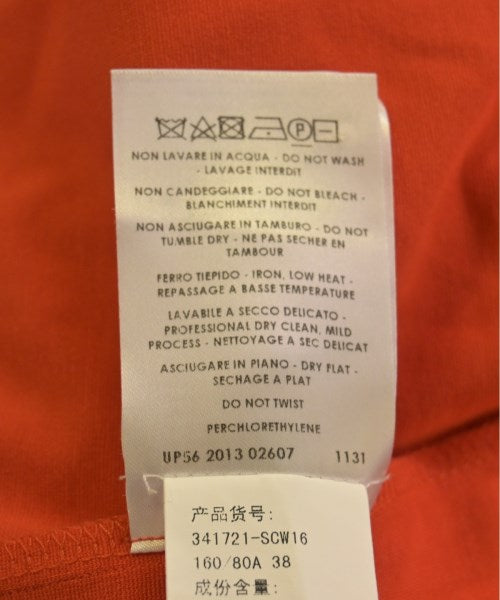 P
NON LAVARE IN ACQUA - DO NOT WASH
- LAVAGE INTERDIT
NON CANDEGGIARE - DO NOT BLEACH -
BLANCHIMENT INTERDIT
NON ASCIUGARE IN TAMBURO - DO NOT
TUMBLE DRY - NE PAS SECHER EN
TAMBOUR
FERRO TIEPIDO - IRON, LOW HEAT -
REPASSAGE A BASSE TEMPERATURE
LAVABILE A SECCO DELICATO -
PROFESSIONAL DRY CLEAN, MILD
PROCESS - NETTOYAGE A SEC DELICAT
ASCIUGARE IN PIANO - DRY FLAT -
SECHAGE A PLAT
DO NOT TWIST
PERCHLORETHYLENE
UP56 2013 02607 1131
产品货号:
341721-SCW16
160/80A 38
成份含量: